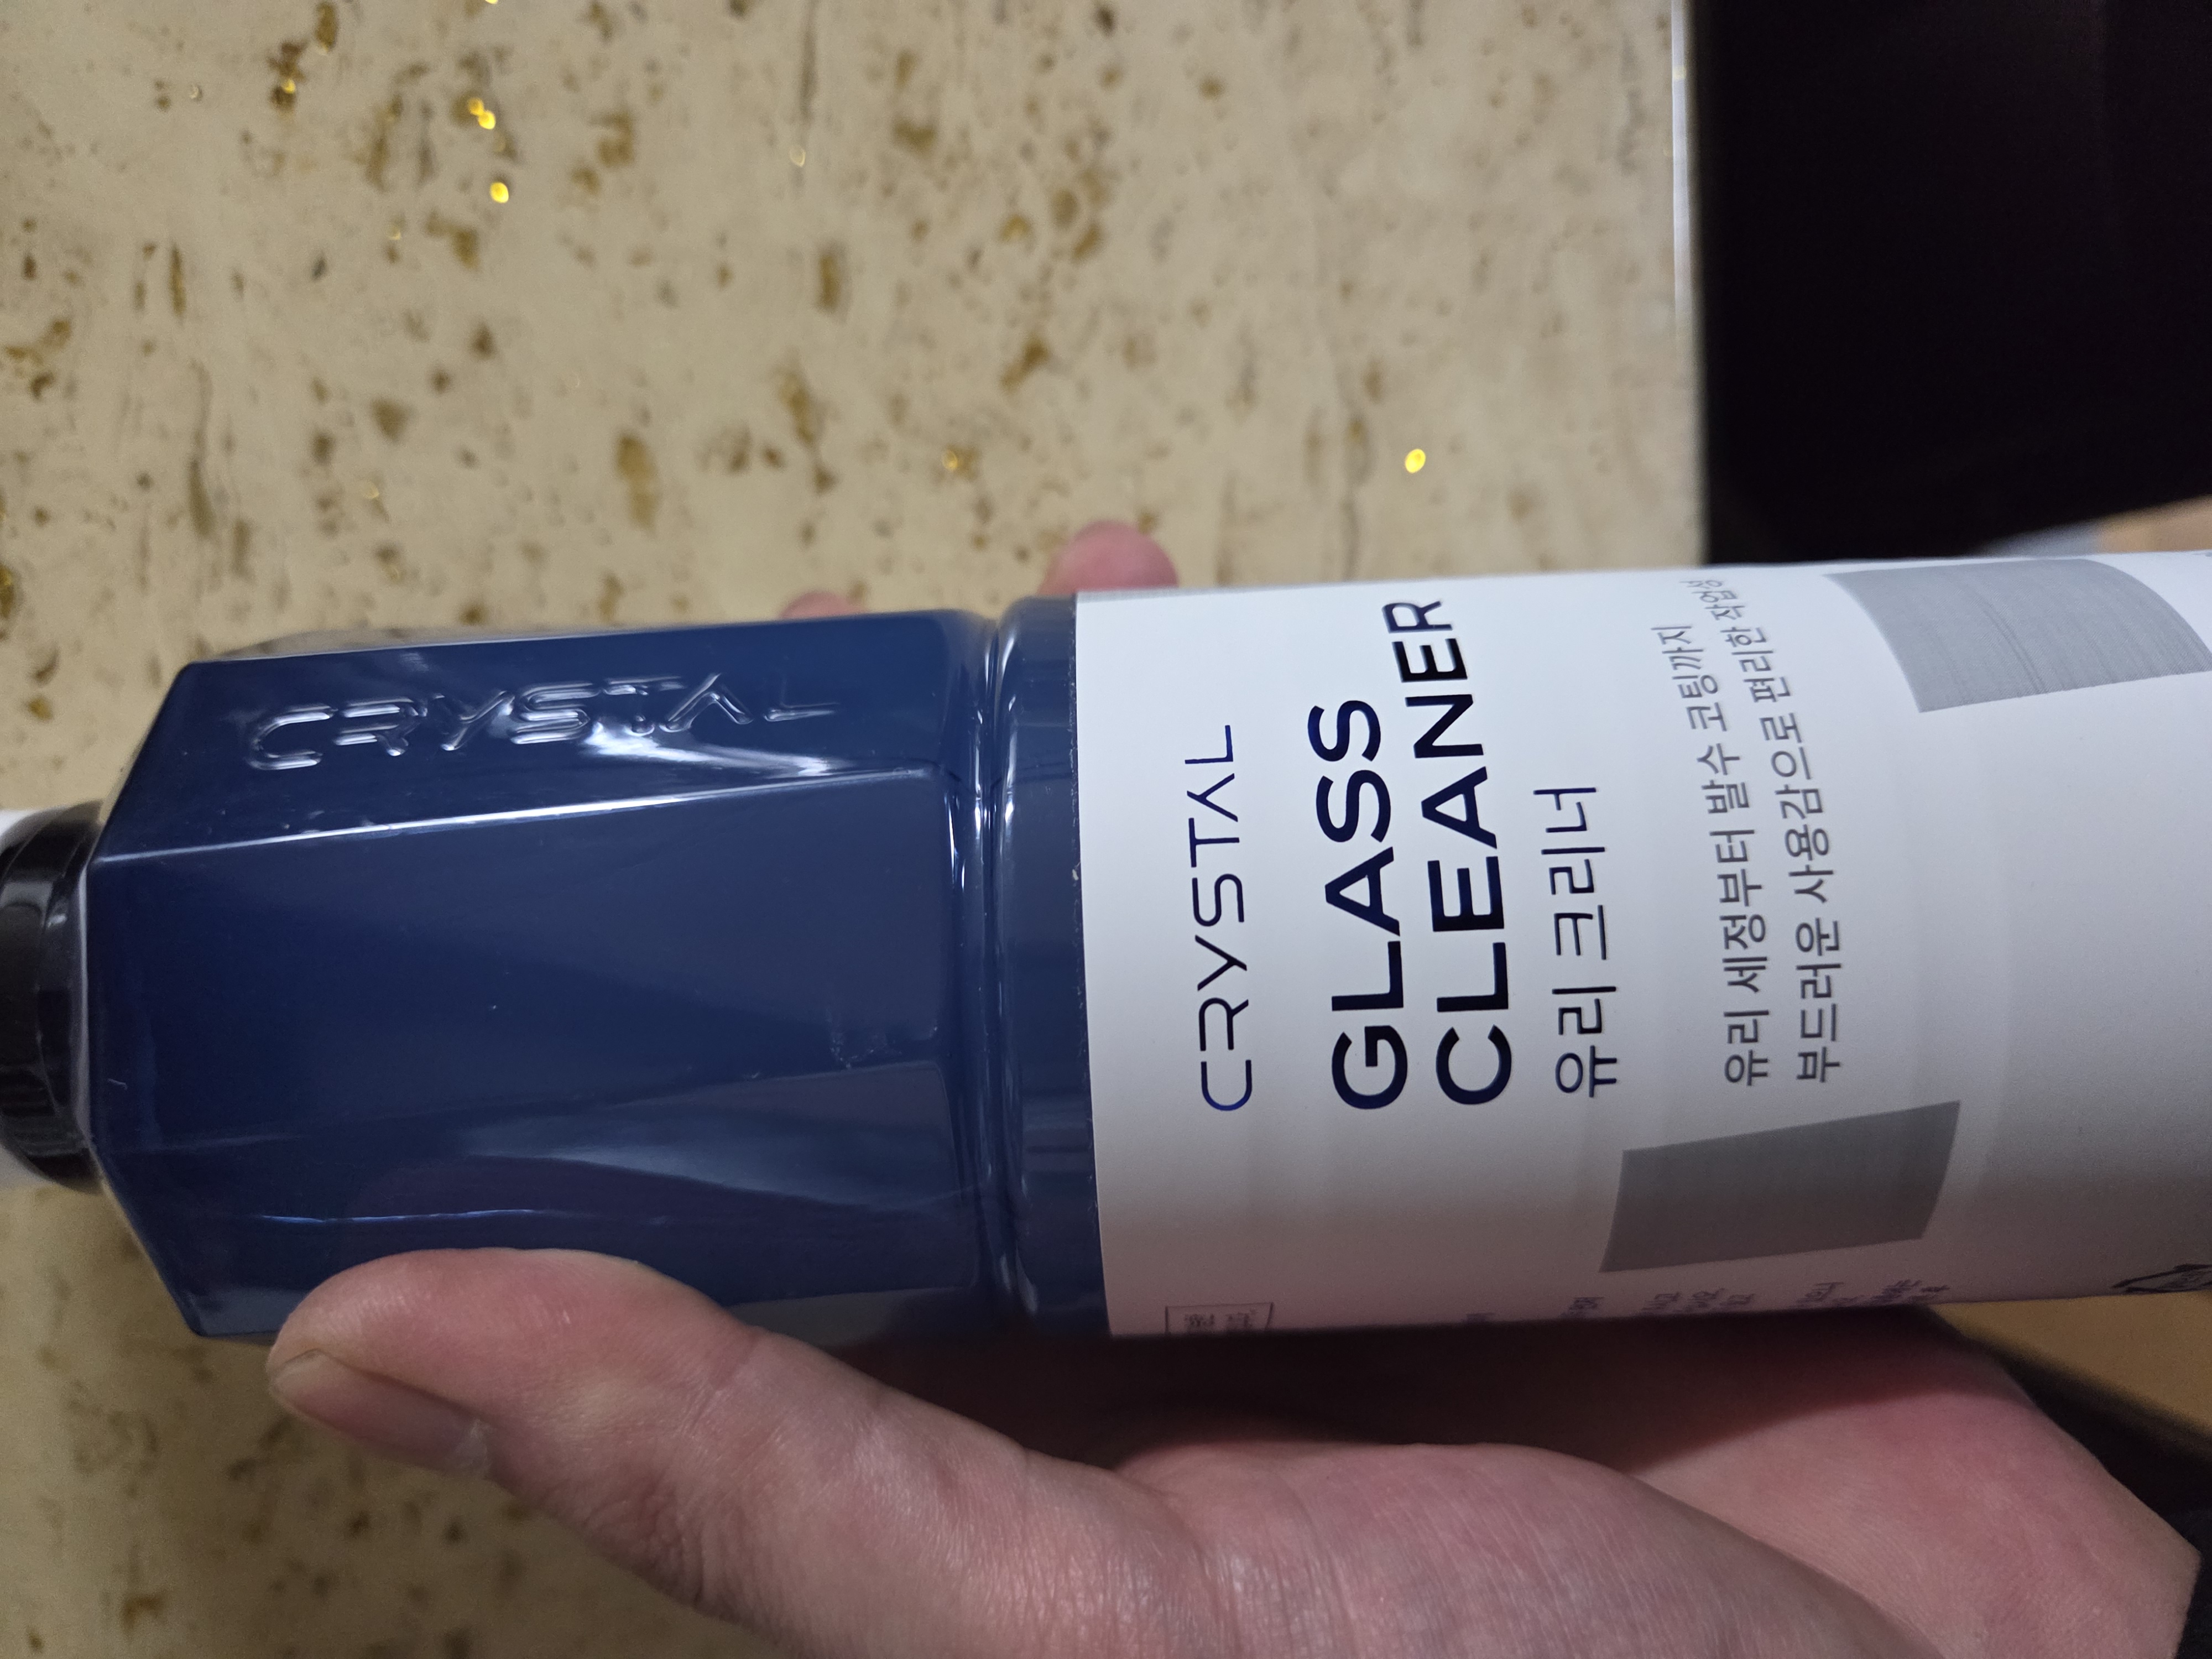 CRYSTAL
CRYSTAL
GLASS
CLEANER
유리 크리너
유리 세정부터 발수 코팅까지
부드러운 사용감으로 편리한 작업성